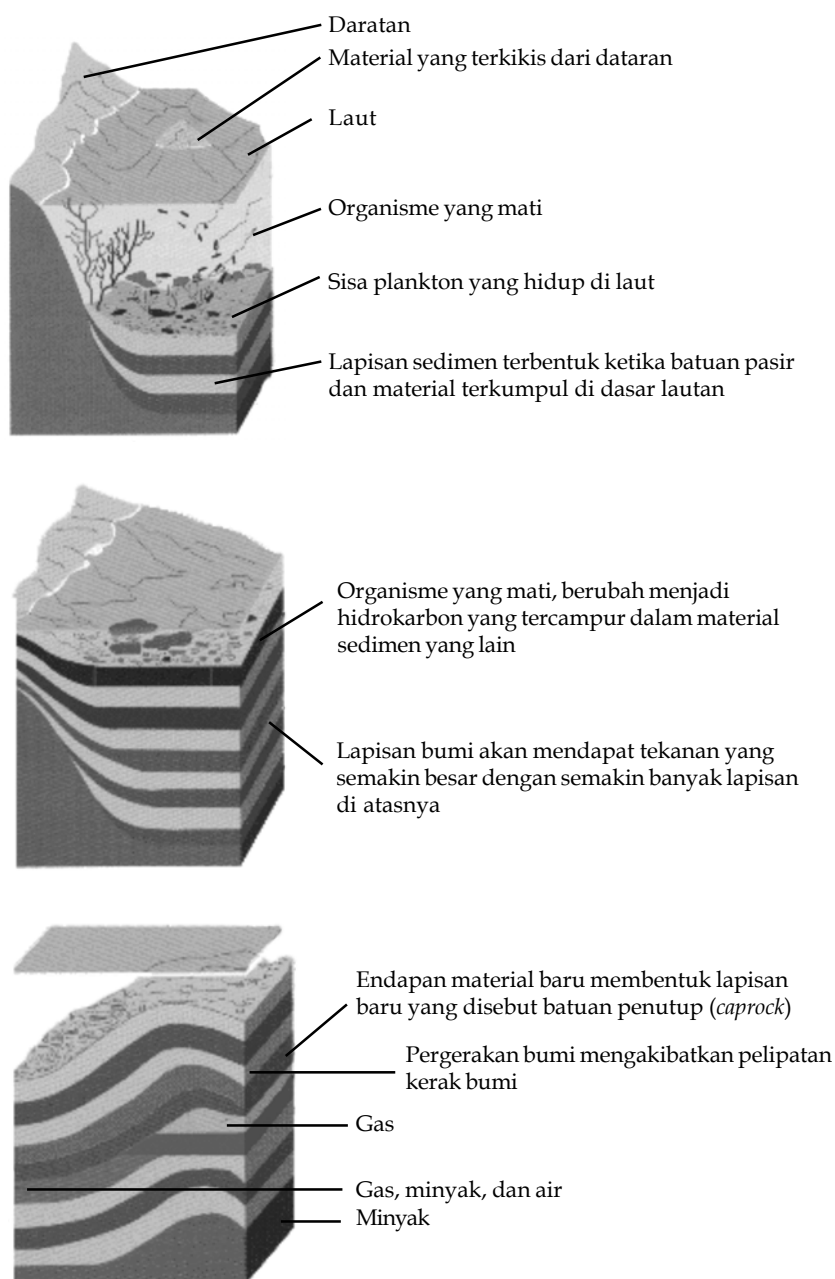 Daratan
Material yang terkikis dari dataran
Laut
Organisme yang mati
Sisa plankton yang hidup di laut
Lapisan sedimen terbentuk ketika batuan pasir
dan material terkumpul di dasar lautan
Organisme yang mati, berubah menjadi
hidrokarbon yang tercampur dalam material
sedimen yang lain
Lapisan bumi akan mendapat tekanan yang
semakin besar dengan semakin banyak lapisan
di atasnya
Endapan material baru membentuk lapisan
baru yang disebut batuan penutup (caprock)
Pergerakan bumi mengakibatkan pelipatan
kerak bumi
Gas
Gas, minyak, dan air
Minyak